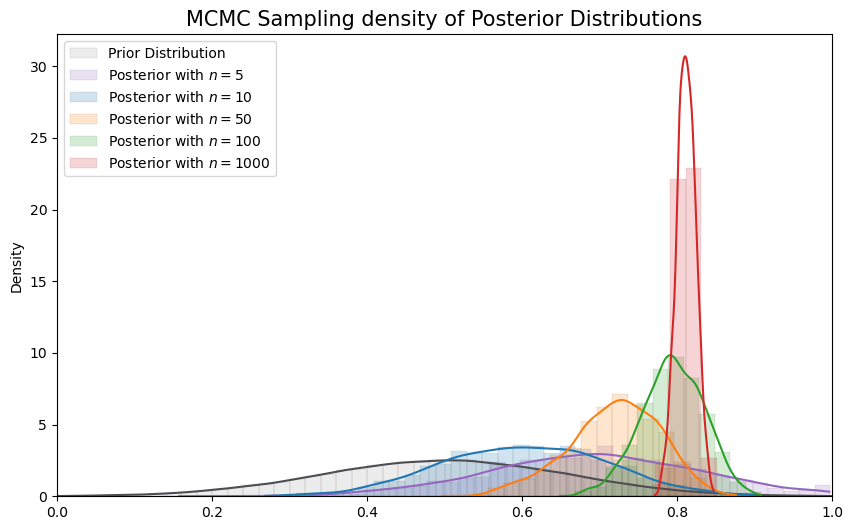 MCMC Sampling density of Posterior Distributions
Prior Distribution
Posterior with n = 5
Posterior with n = 10
Posterior with n = 50
Posterior with n = 100
Posterior with n = 1000
Density
30
25
20
15
10
5
0
0.0 0.2 0.4 0.6 0.8 1.0